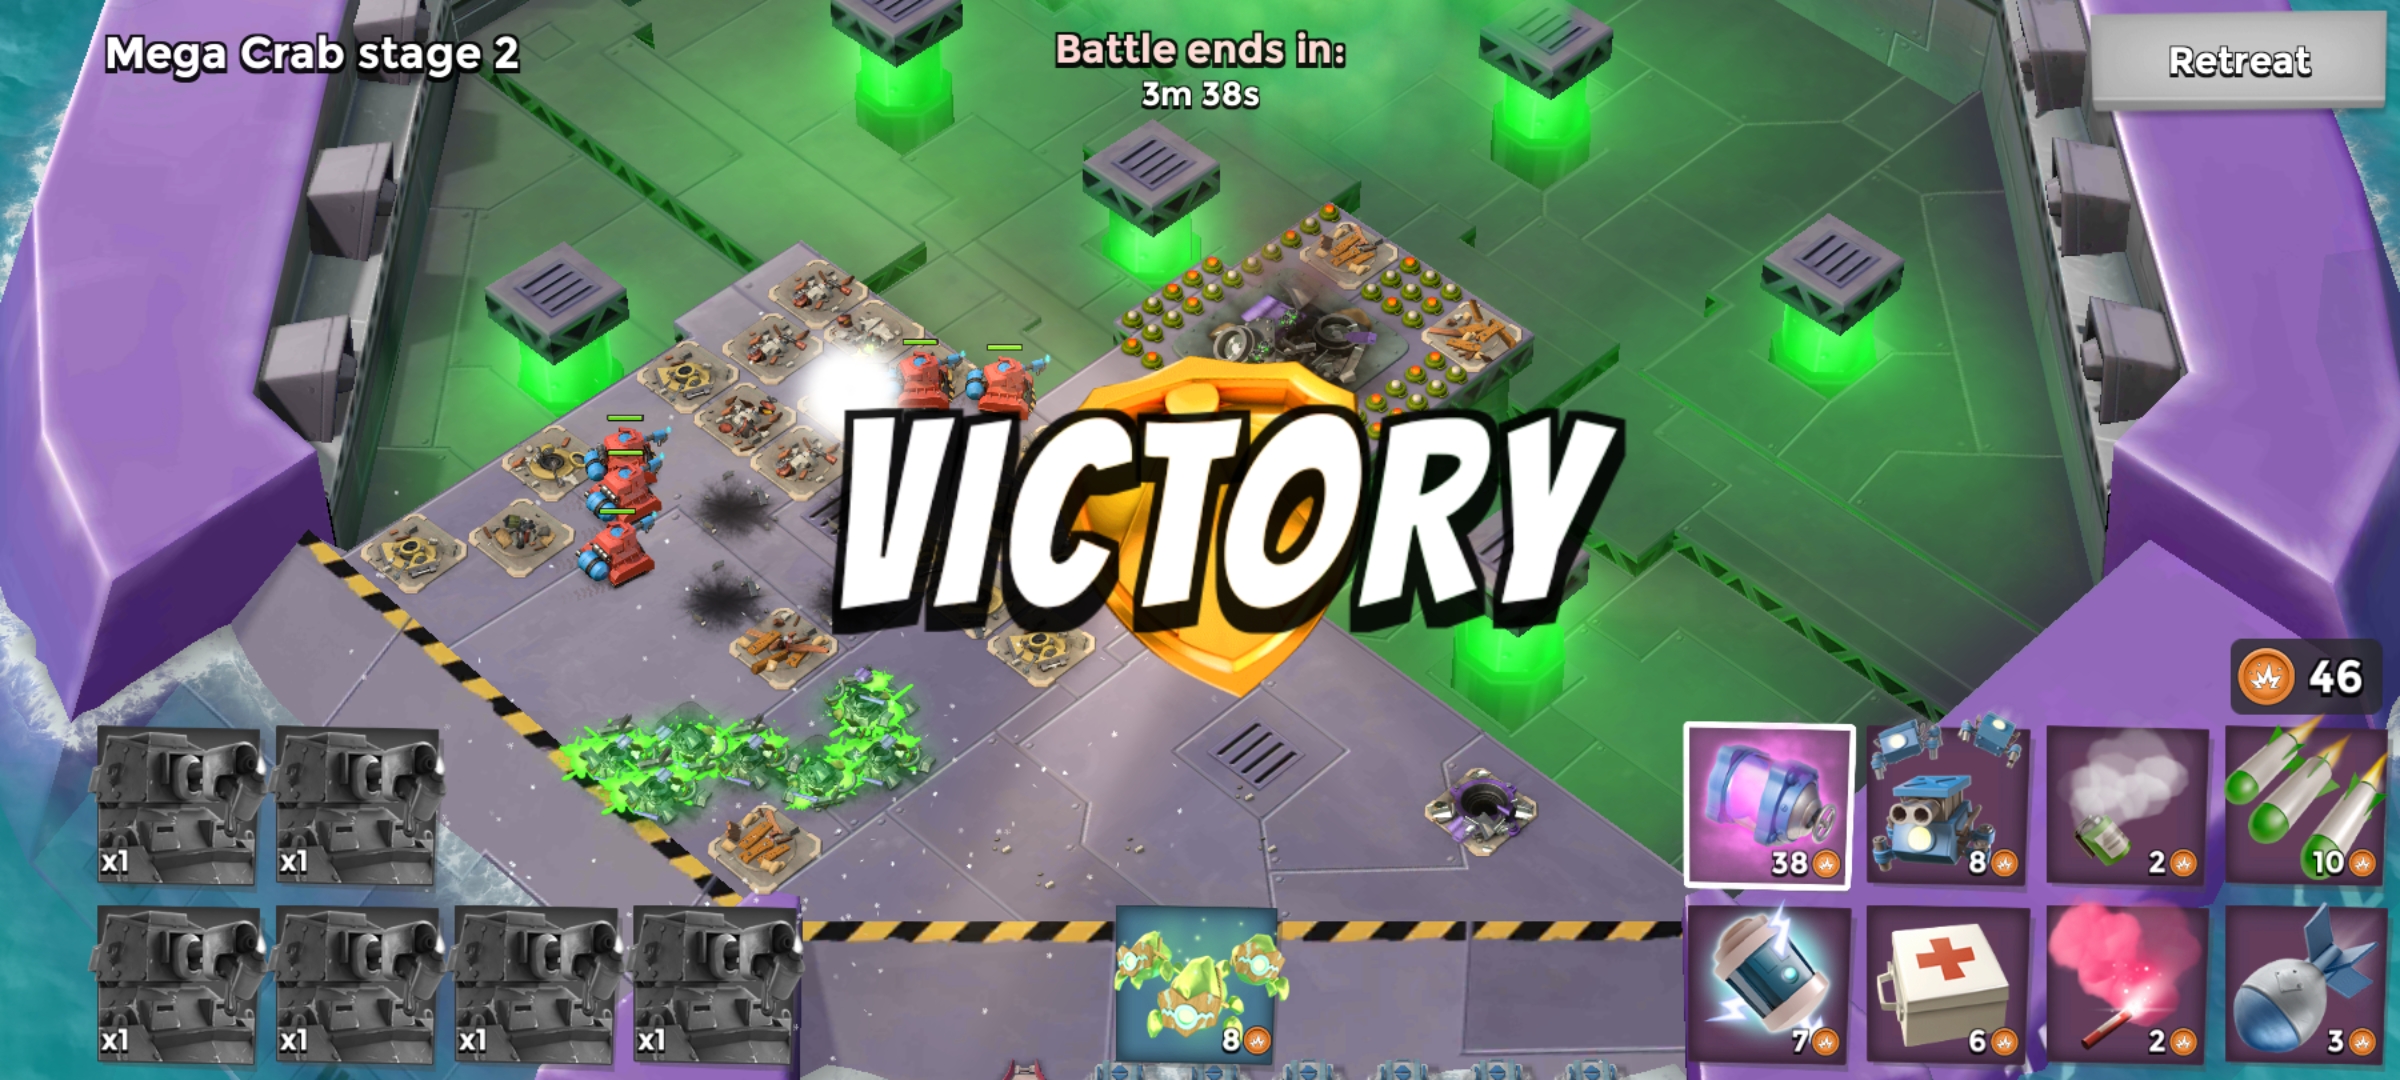 Mega Crab stage 2
Battle ends in:
3m 38s
Retreat
VICTORY
46
38
8
2
10
x1
x1
7
6
2
3
x1
x1
x1
x1
8